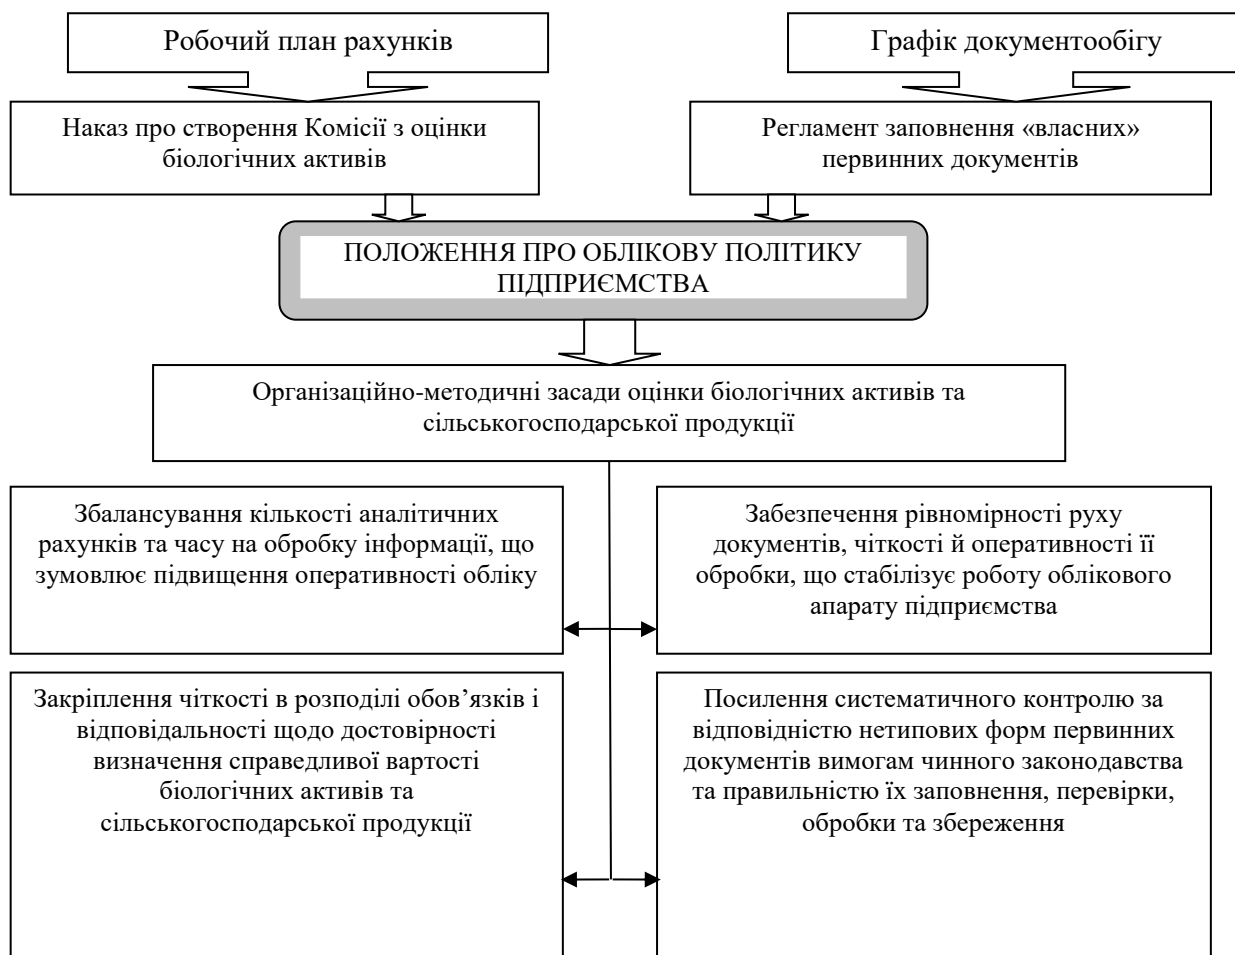 Робочий план рахунків
Графік документообігу
Наказ про створення Комісії з оцінки
біологічних активів
Регламент заповнення «власних»
первинних документів
ПОЛОЖЕННЯ ПРО ОБЛІКОВУ ПОЛІТИКУ
ПІДПРИЄМСТВА
Організаційно-методичні засади оцінки біологічних активів та
сільськогосподарської продукції
Збалансування кількості аналітичних
рахунків та часу на обробку інформації, що
зумовлює підвищення оперативності обліку
Забезпечення рівномірності руху
документів, чіткості й оперативності її
обробки, що стабілізує роботу облікового
апарату підприємства
Закріплення чіткості в розподілі обов’язків і
відповідальності щодо достовірності
визначення справедливої вартості
біологічних активів та
сільськогосподарської продукції
Посилення систематичного контролю за
відповідністю нетипових форм первинних
документів вимогам чинного законодавства
та правильністю їх заповнення, перевірки,
обробки та збереження